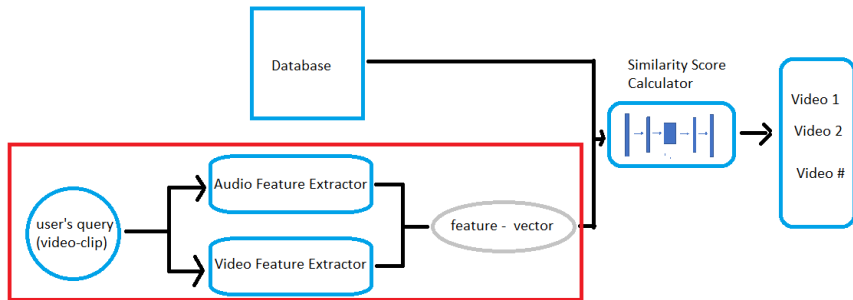 Database
Similarity Score
Calculator
Video 1
Video 2
Video #
Audio Feature Extractor
user's query
(video-clip)
feature - vector
Video Feature Extractor